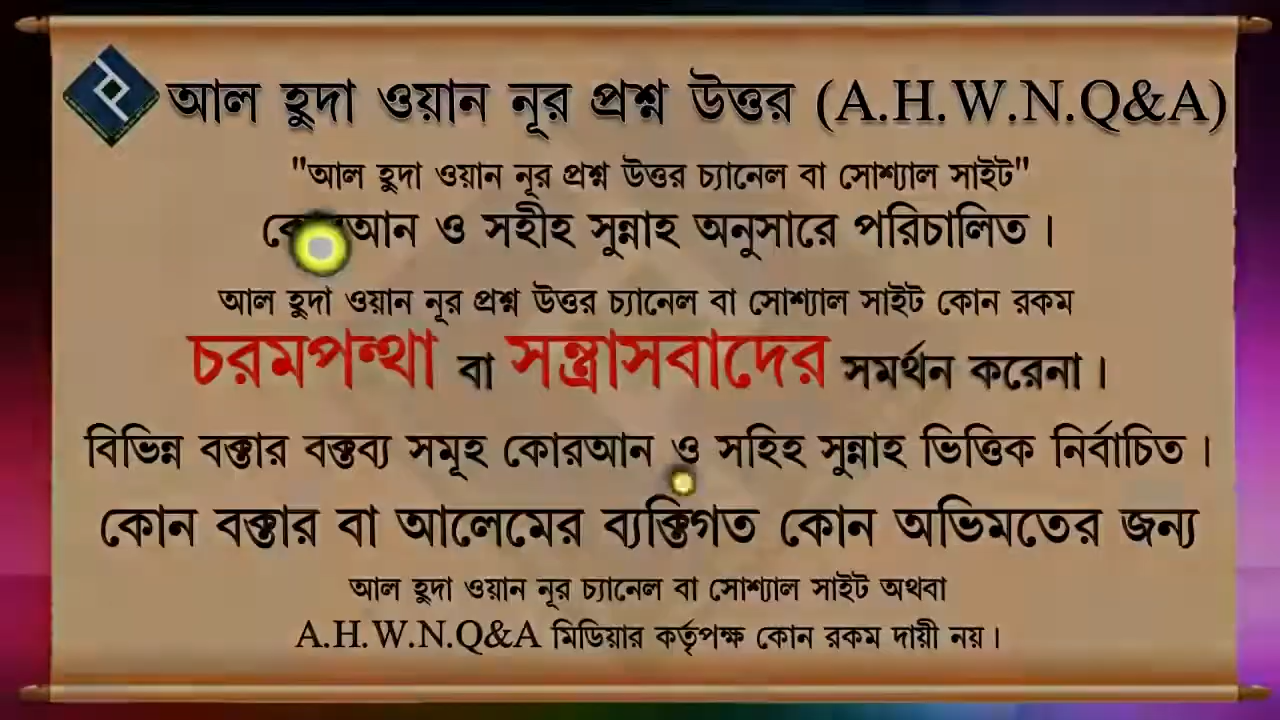 আল হুদা ওয়ান নূর প্রশ্ন উত্তর (A.H.W.N.Q&A)
"আল হুদা ওয়ান নূর প্রশ্ন উত্তর চ্যানেল বা সোশ্যাল সাইট"
ও সহীহ সুন্নাহ অনুসারে পরিচালিত।
আল হুদা ওয়ান নূর প্রশ্ন উত্তর চ্যানেল বা সোশ্যাল সাইট কোন রকম
চরমপন্থা বা সন্ত্রাসবাদের সমর্থন করেনা।
বিভিন্ন বক্তার বক্তব্য সমূহ কোরআন ও সহিহ সুন্নাহ ভিত্তিক নির্বাচিত।
কোন বক্তার বা আলেমের ব্যক্তিগত কোন অভিমতের জন্য
আল হুদা ওয়ান নূর চ্যানেল বা সোশ্যাল সাইট অথবা
A.H.W.N.Q&A মিডিয়ার কর্তৃপক্ষ কোন রকম দায়ী নয়।